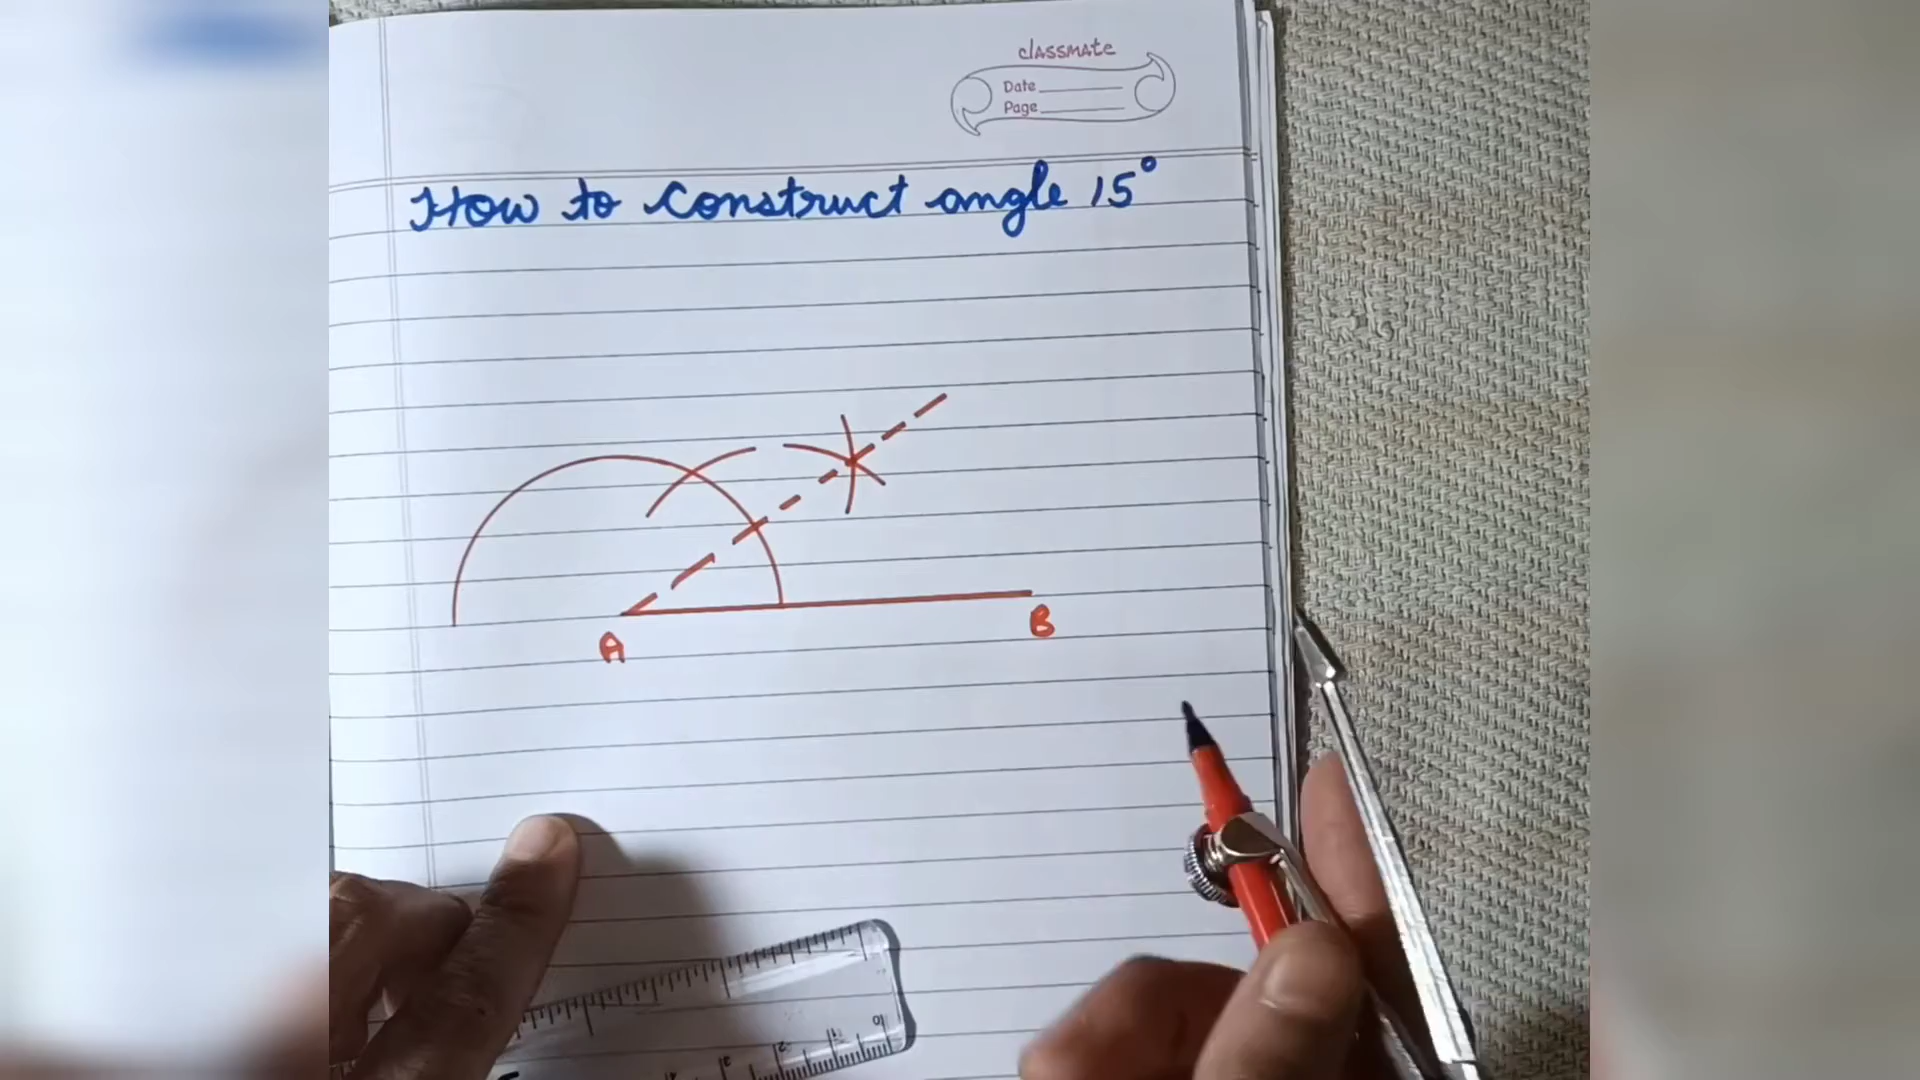 classmate
Date
Page
How to construct angle 15°
A
B